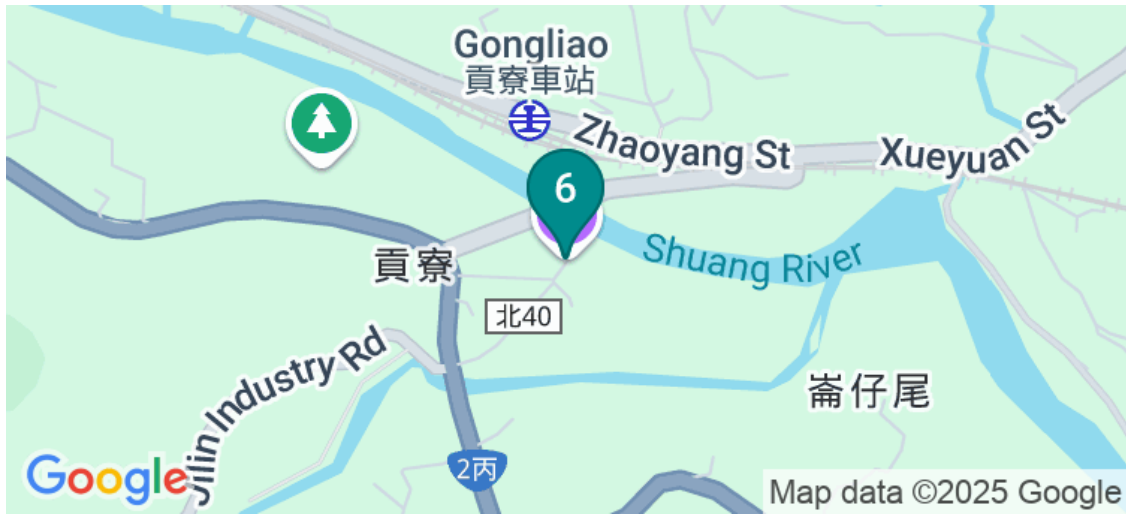 Gongliao
貢寮車站
Zhaoyang St
Xueyuan St
6
Shuang River
貢寮
北40
Jilin Industry Rd
崙仔尾
2丙
Google
Map data ©2025 Google